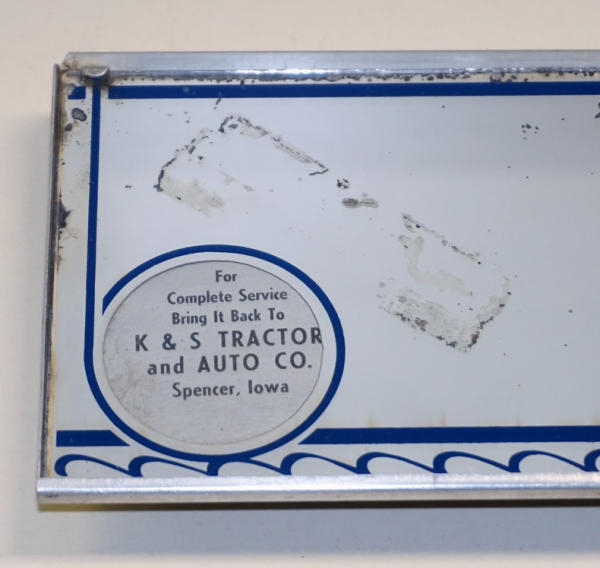 For
Complete Service
Bring It Back To
K & S TRACTOR
and AUTO CO.
Spencer, Iowa